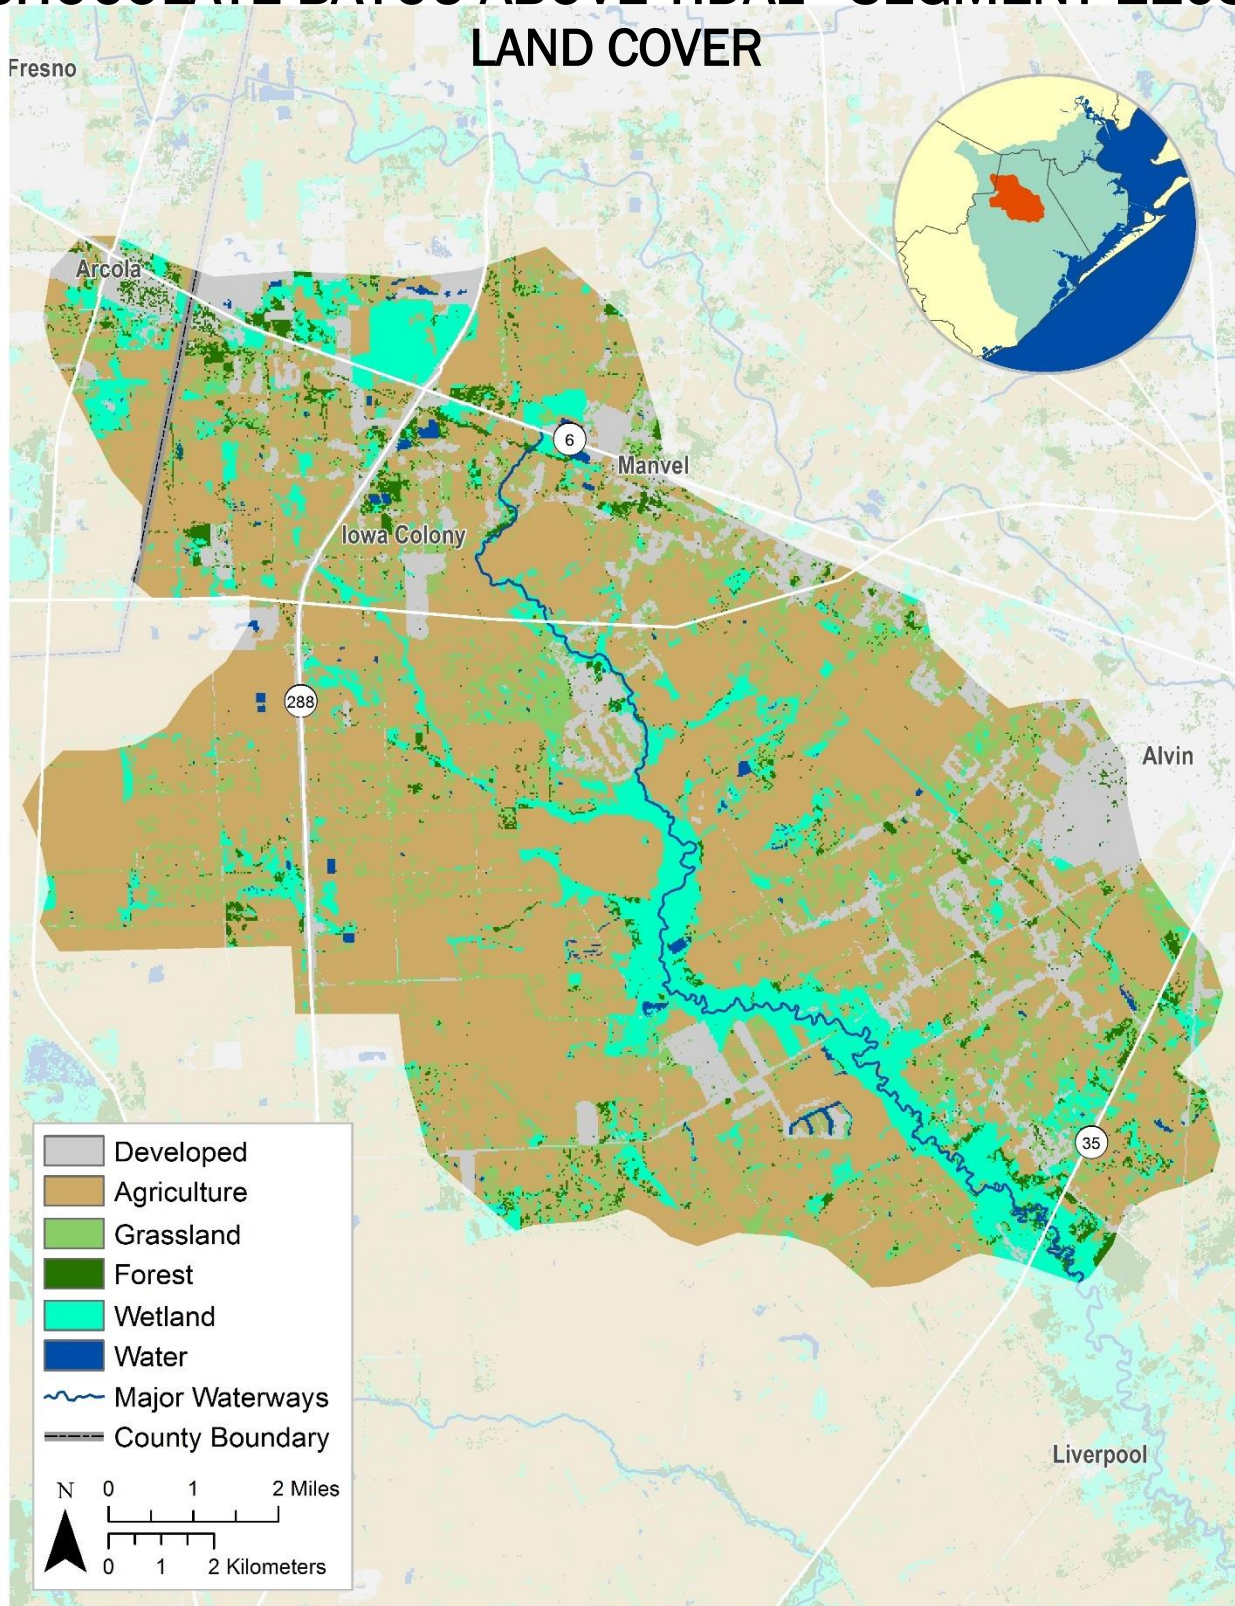 LAND COVER
Fresno
Arcola
6
Manvel
Iowa Colony
288
Alvin
35
Developed
Agriculture
Grassland
Forest
Wetland
Water
Major Waterways
County Boundary
N
0 1 2 Miles
0 1 2 Kilometers
Liverpool